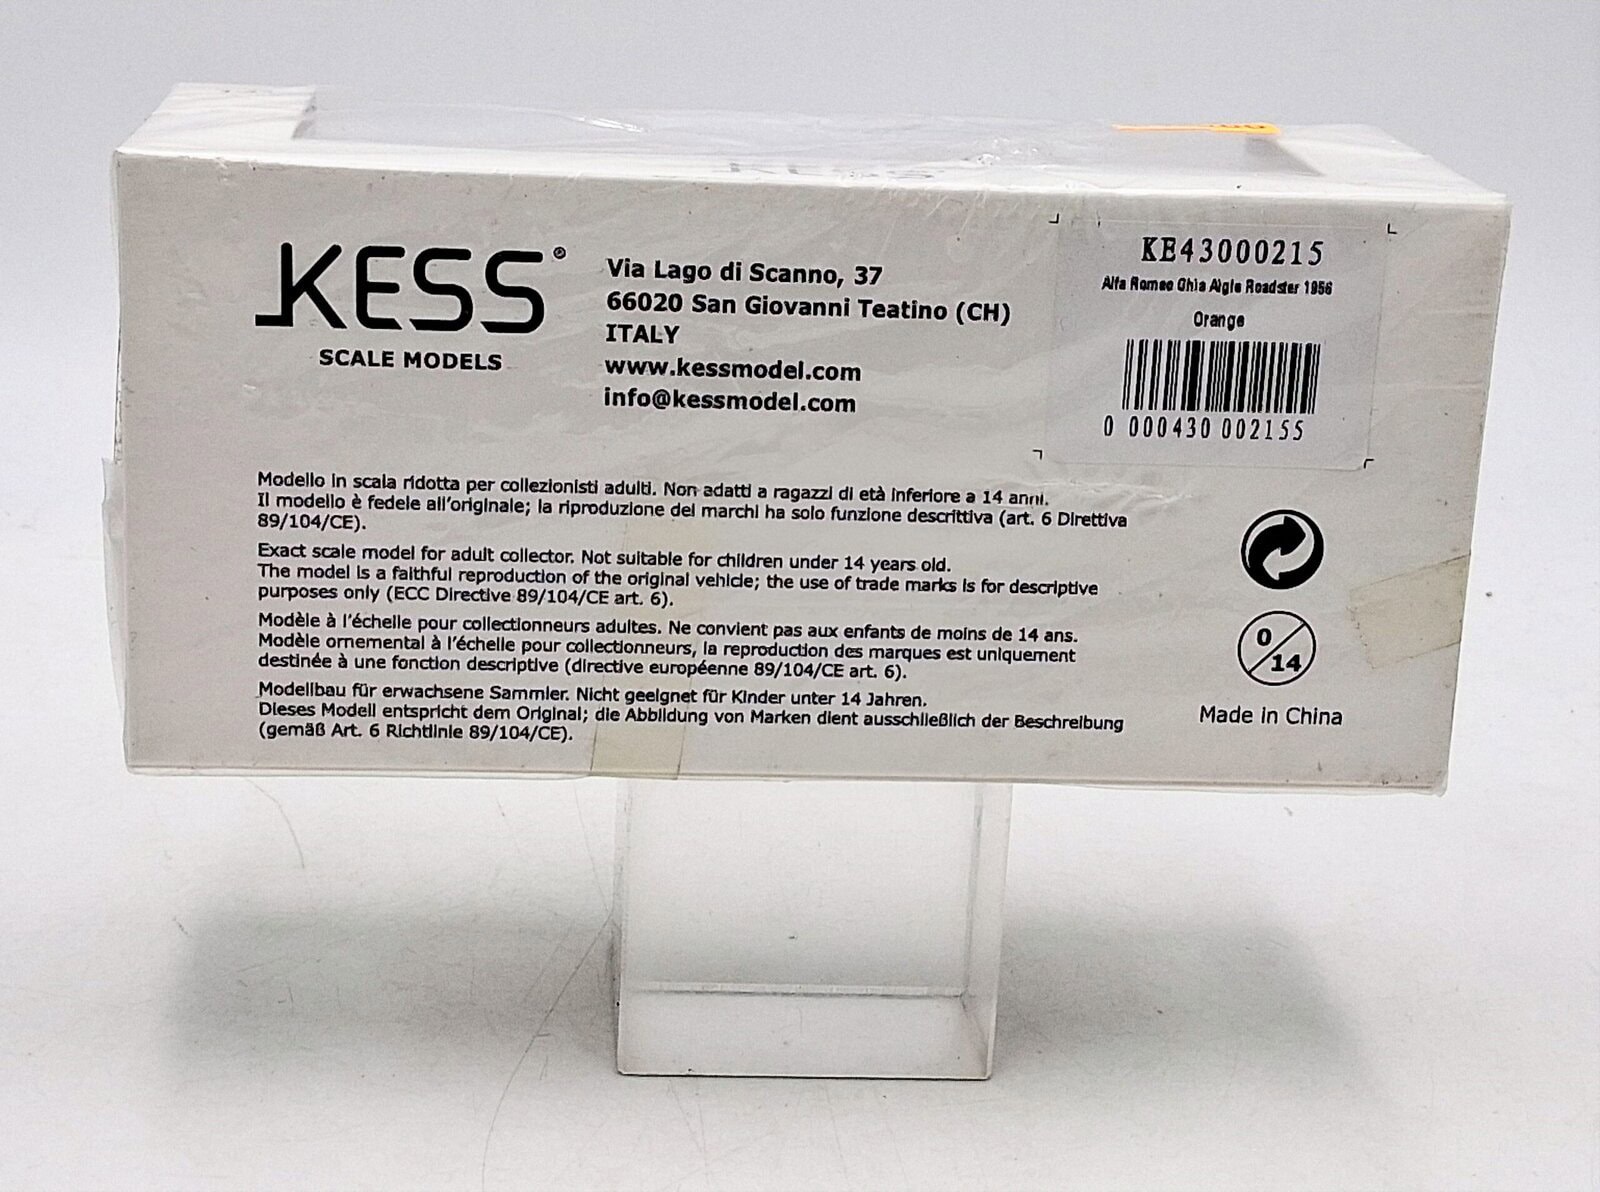 KESS®
SCALE MODELS
Via Lago di Scanno, 37
66020 San Giovanni Teatino (CH)
ITALY
www.kessmodel.com
info@kessmodel.com
KE43000215
Alfa Romeo Ghia Aigle Roadster 1956
Orange
0 000430 002155
Modello in scala ridotta per collezionisti adulti. Non adatti a ragazzi di età inferiore a 14 anni.
Il modello è fedele all'originale; la riproduzione dei marchi ha solo funzione descrittiva (art. 6 Direttiva
89/104/CE).
Exact scale model for adult collector. Not suitable for children under 14 years old.
The model is a faithful reproduction of the original vehicle; the use of trade marks is for descriptive
purposes only (ECC Directive 89/104/CE art. 6).
Modèle à l'échelle pour collectionneurs adultes. Ne convient pas aux enfants de moins de 14 ans.
Modèle ornemental à l'échelle pour collectionneurs, la reproduction des marques est uniquement
destinée à une fonction descriptive (directive européenne 89/104/CE art. 6).
Modellbau für erwachsene Sammler. Nicht geeignet für Kinder unter 14 Jahren.
Dieses Modell entspricht dem Original; die Abbildung von Marken dient ausschließlich der Beschreibung
(gemäß Art. 6 Richtlinie 89/104/CE).
0/14
Made in China